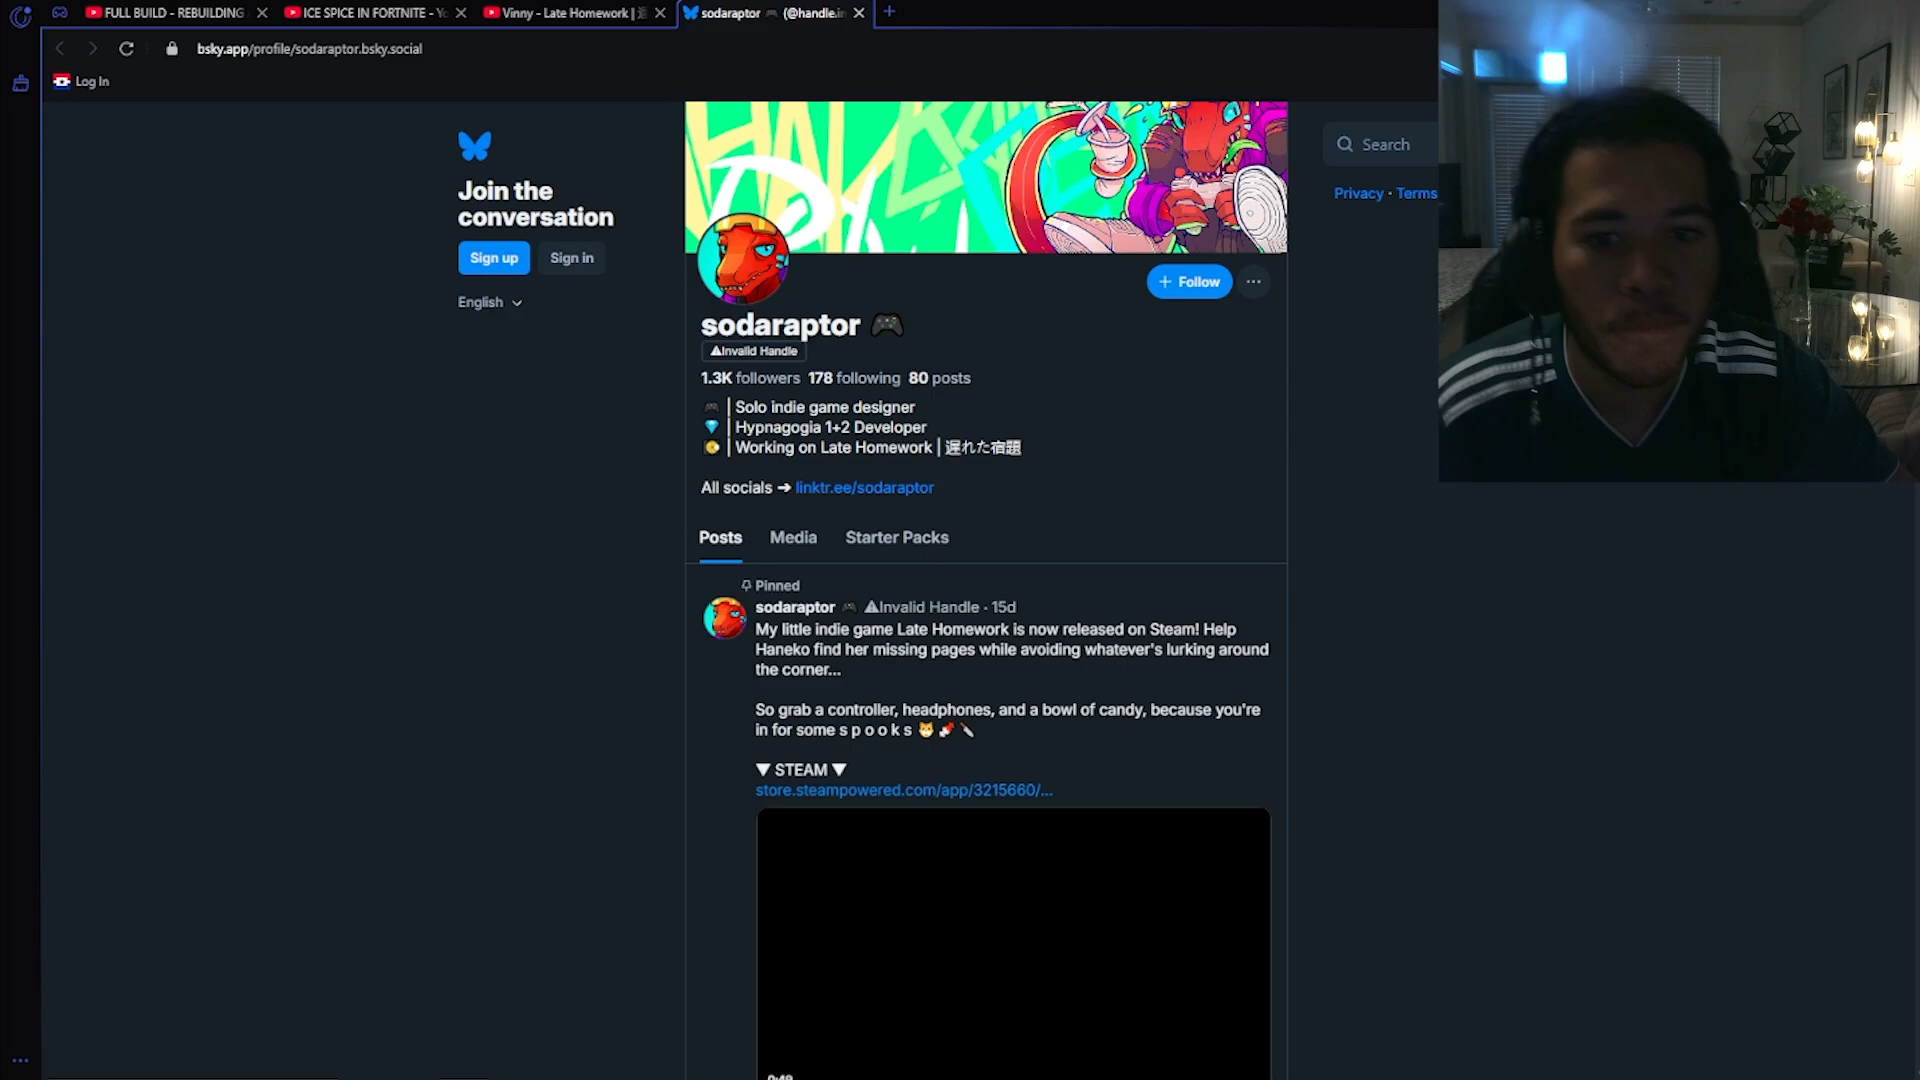 FULL BUILD - REBUILDING
ICE SPICE IN FORTNITE - Yo
Vinny - Late Homework |
sodaraptor 🎮 (@handle.in
bsky.app/profile/sodaraptor.bsky.social
Log In
Join the
conversation
Sign up
Sign in
English
Search
Privacy · Terms
+ Follow
sodaraptor 🎮
⚠Invalid Handle
1.3K followers 178 following 80 posts
🎮 | Solo indie game designer
💎 | Hypnagogia 1+2 Developer
📀 | Working on Late Homework | 遅れた宿題
All socials ➜ linktr.ee/sodaraptor
Posts
Media
Starter Packs
Pinned
sodaraptor 🎮 ⚠Invalid Handle · 15d
My little indie game Late Homework is now released on Steam! Help
Haneko find her missing pages while avoiding whatever's lurking around
the corner...
So grab a controller, headphones, and a bowl of candy, because you're
in for some s p o o k s 🐱 🍬 🔪
▼ STEAM ▼
store.steampowered.com/app/3215660/...